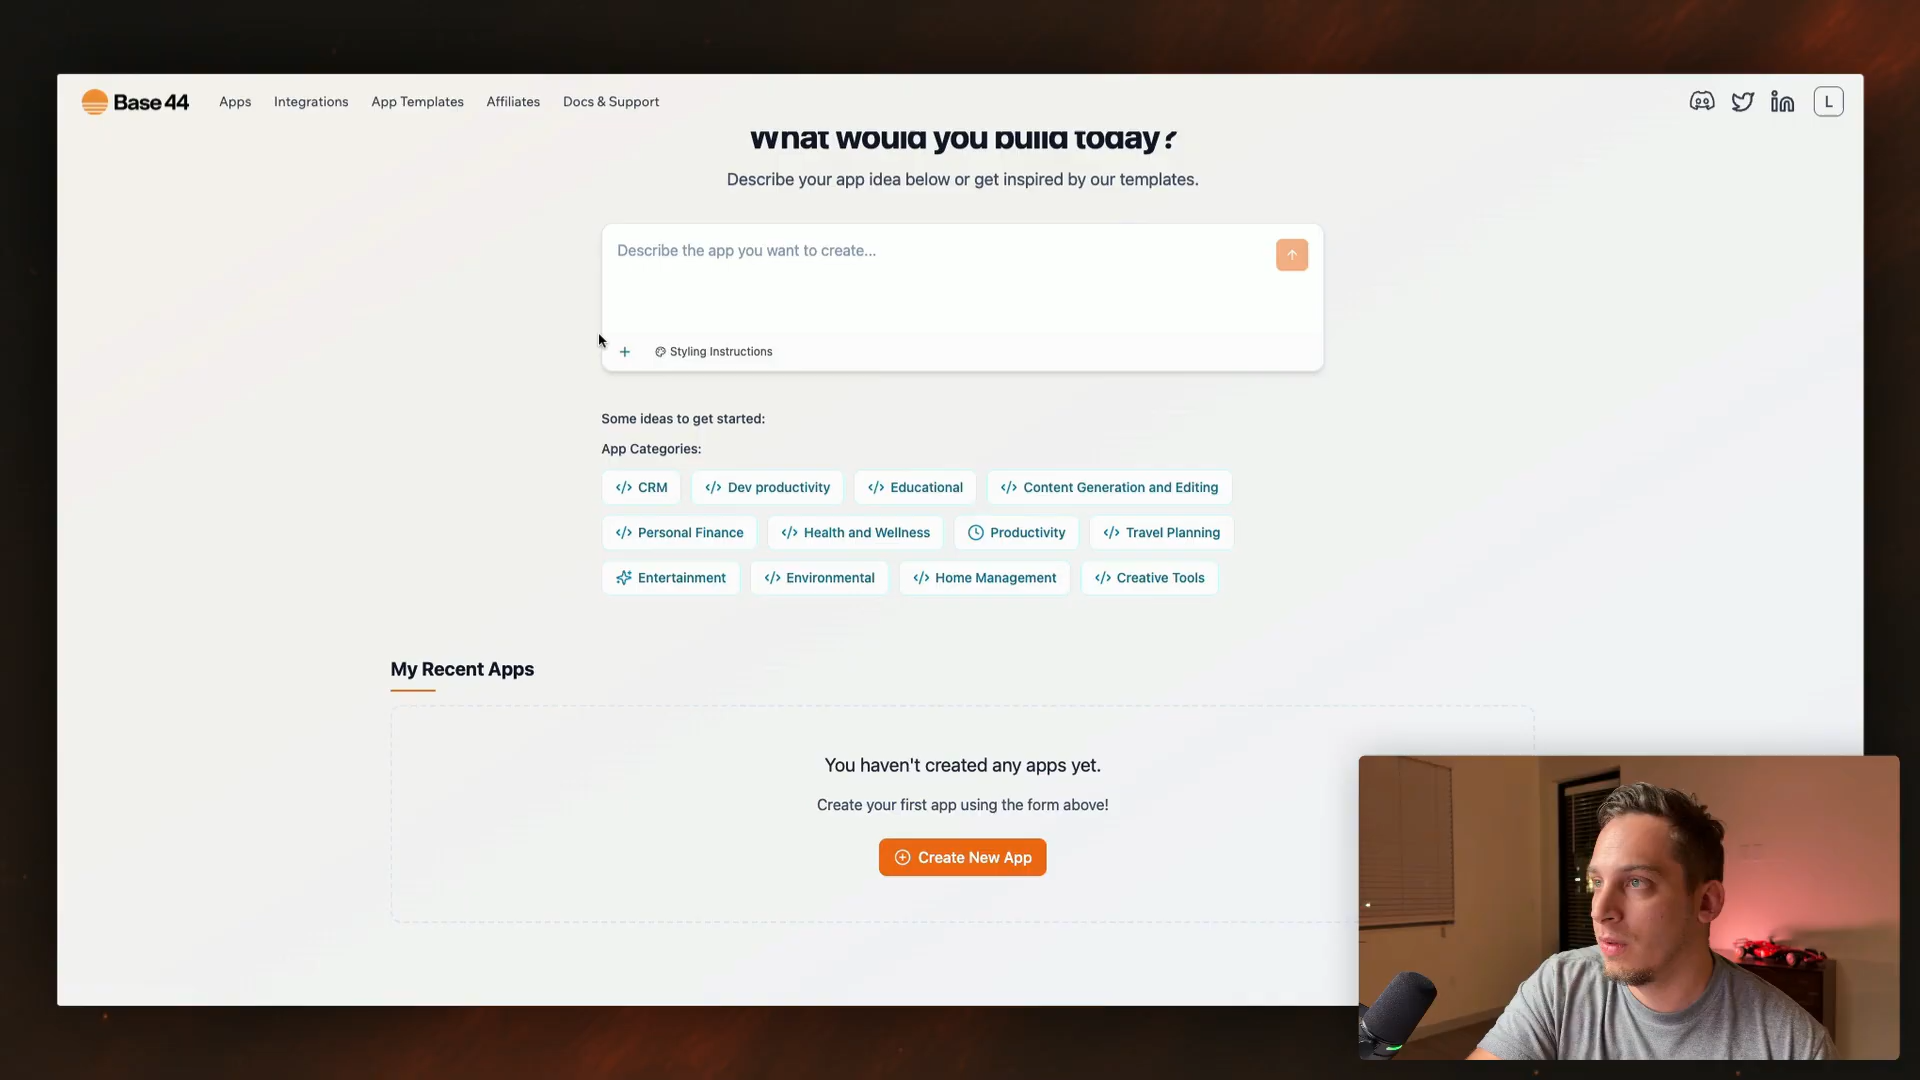 Base 44 Apps Integrations App Templates Affiliates Docs & Support L
What would you build today?
Describe your app idea below or get inspired by our templates.
Describe the app you want to create...
+ Styling Instructions
Some ideas to get started:
App Categories:
</> CRM </> Dev productivity </> Educational </> Content Generation and Editing
</> Personal Finance </> Health and Wellness Productivity </> Travel Planning
Entertainment </> Environmental </> Home Management </> Creative Tools
My Recent Apps
You haven't created any apps yet.
Create your first app using the form above!
Create New App